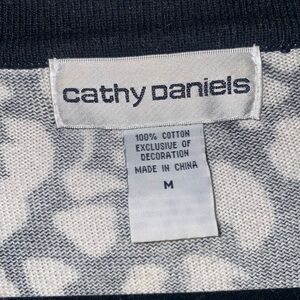 cathy Daniels
100% COTTON
EXCLUSIVE OF
DECORATION
MADE IN CHINA
M